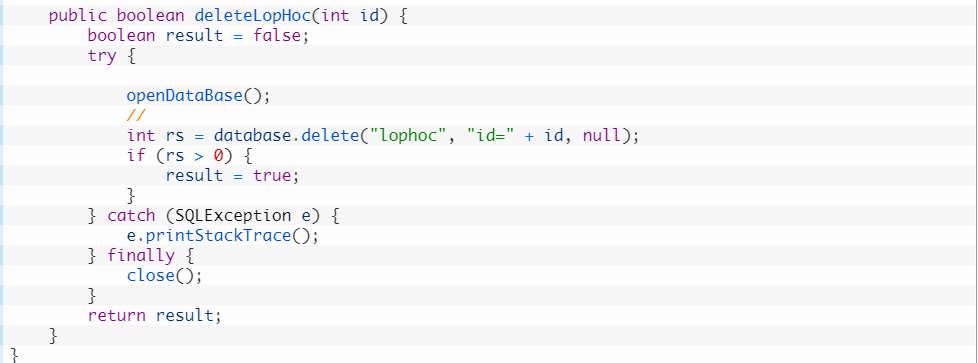 public boolean deleteLopHoc(int id) {
boolean result = false;
try {
openDataBase();
//
int rs = database.delete("lophoc", "id=" + id, null);
if (rs > 0) {
result = true;
}
} catch (SQLException e) {
e.printStackTrace();
} finally {
close();
}
return result;
}
}